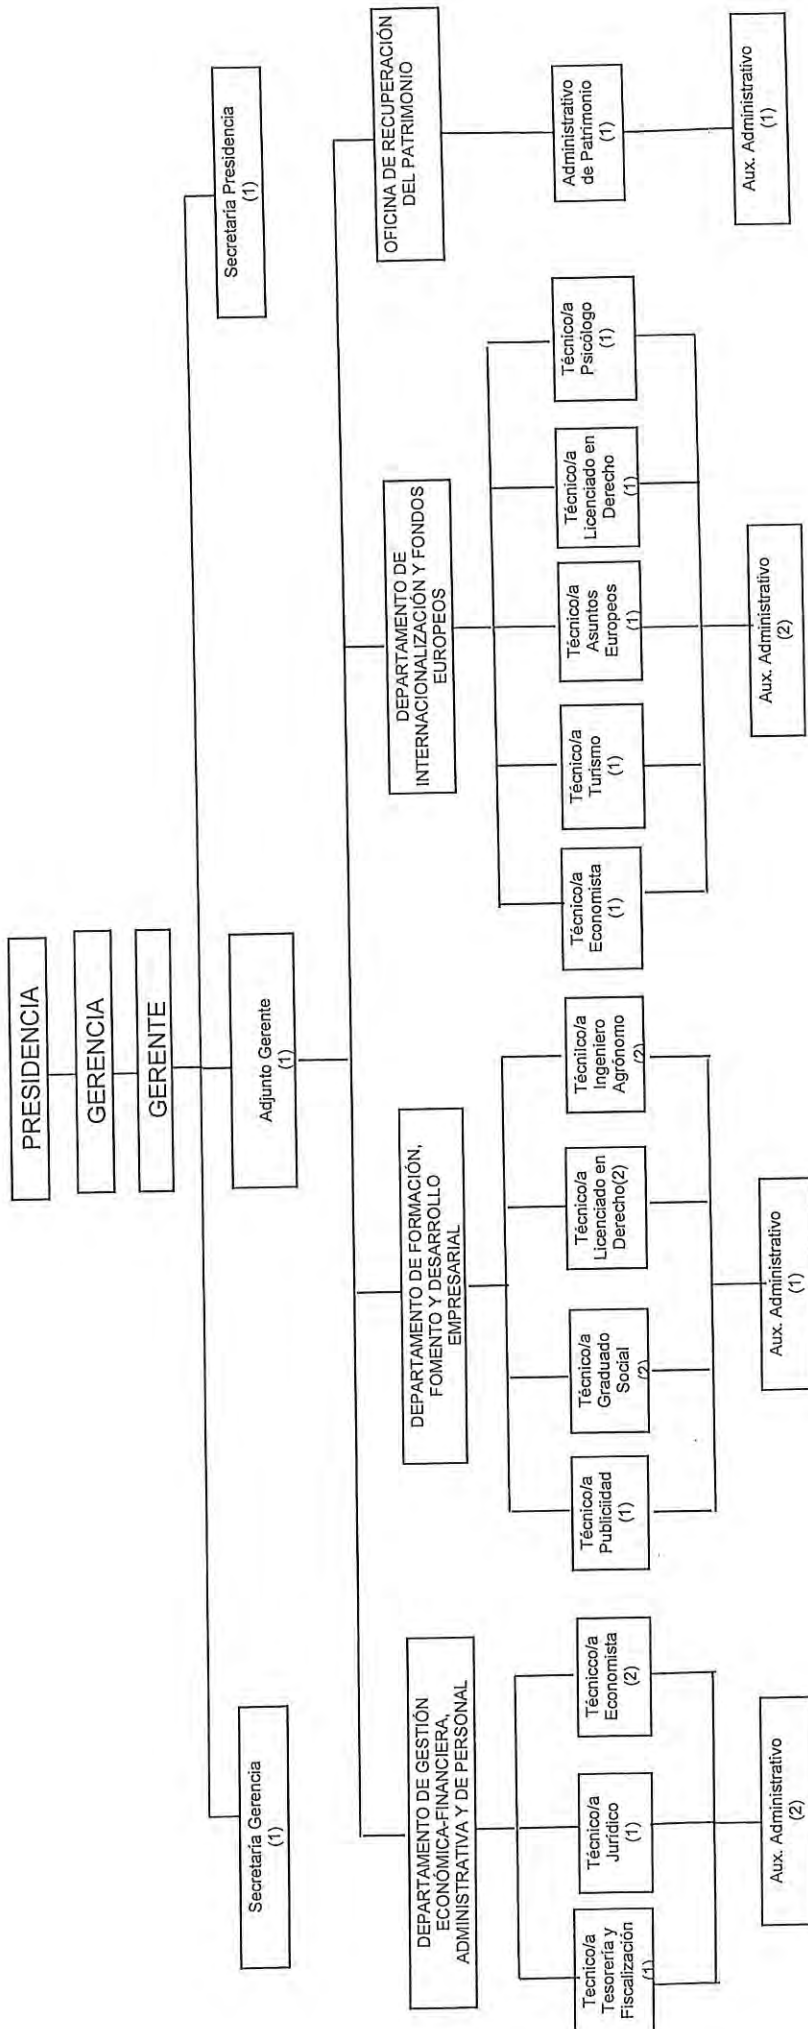 PRESIDENCIA
GERENCIA
GERENTE
Secretaría Gerencia
(1)
Adjunto Gerente
(1)
Secretaría Presidencia
(1)
DEPARTAMENTO DE GESTIÓN
ECONÓMICA-FINANCIERA,
ADMINISTRATIVA Y DE PERSONAL
DEPARTAMENTO DE FORMACIÓN,
FOMENTO Y DESARROLLO
EMPRESARIAL
DEPARTAMENTO DE
INTERNACIONALIZACIÓN Y FONDOS
EUROPEOS
OFICINA DE RECUPERACIÓN
DEL PATRIMONIO
Tecnico/a
Tesorería y
Fiscalización
(1)
Técnico/a
Jurídico
(1)
Técnicco/a
Economista
(2)
Técnico/a
Publiciidad
(1)
Técnico/a
Graduado
Social
(2)
Técnico/a
Licenciado en
Derecho(2)
Técnilco/a
Ingeniero
Agrónomo
(2)
Técnico/a
Economista
(1)
Técnico/a
Turismo
(1)
Técnico/a
Asuntos
Europeos
(1)
Técnico/a
Licenciado en
Derecho
(1)
Técnico/a
Psicólogo
(1)
Administrativo
de Patrimonio
(1)
Aux. Administrativo
(2)
Aux. Administrativo
(1)
Aux. Administrativo
(2)
Aux. Administrativo
(1)